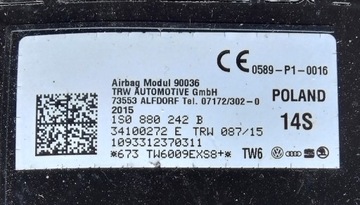 CE 0589-P1-0016
Airbag Modul 90036
TRW AUTOMOTIVE GmbH
73553 ALFDORF Tel. 07172/302-0
2015
POLAND
1S0 880 242 B
14S
34100272 E TRW 087/15
1093312370311
*673 TW6009EXS8+* TW6